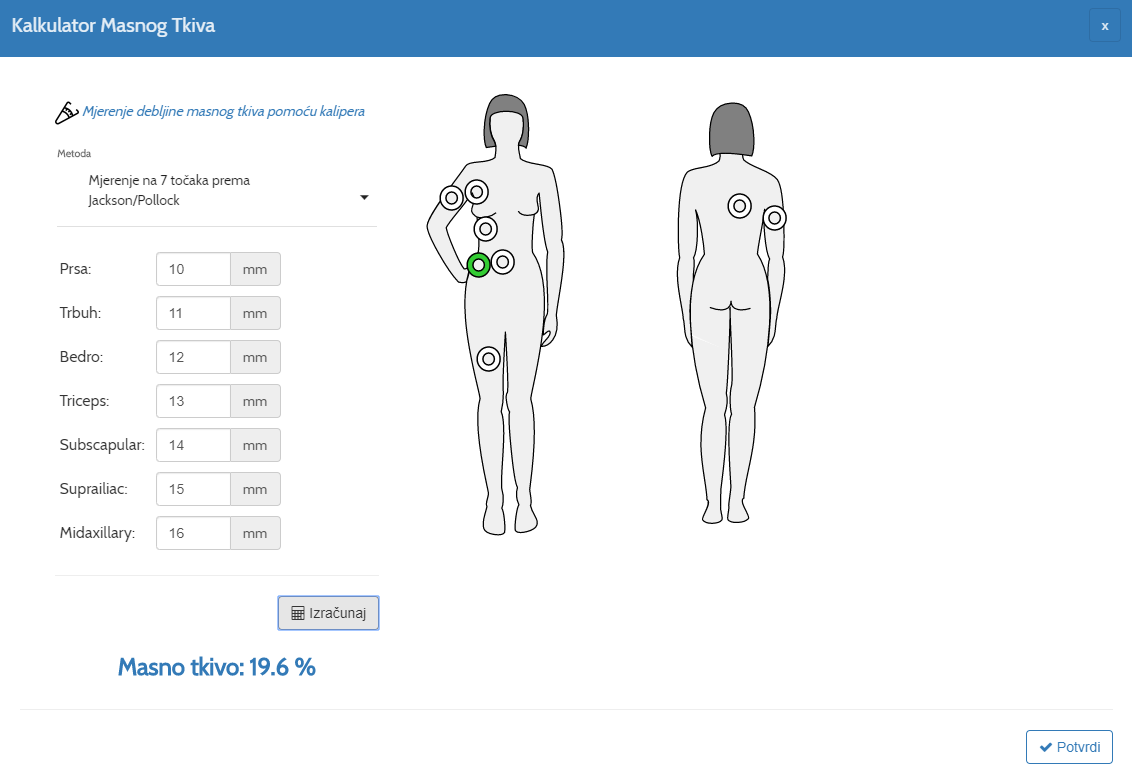 Kalkulator Masnog Tkiva
x
Mjerenje debljine masnog tkiva pomoću kalipera
Metoda
Mjerenje na 7 točaka prema
Jackson/Pollock
Prsa: 10 mm
Trbuh: 11 mm
Bedro: 12 mm
Triceps: 13 mm
Subscapular: 14 mm
Suprailiac: 15 mm
Midaxillary: 16 mm
Izračunaj
Masno tkivo: 19.6 %
Potvrdi